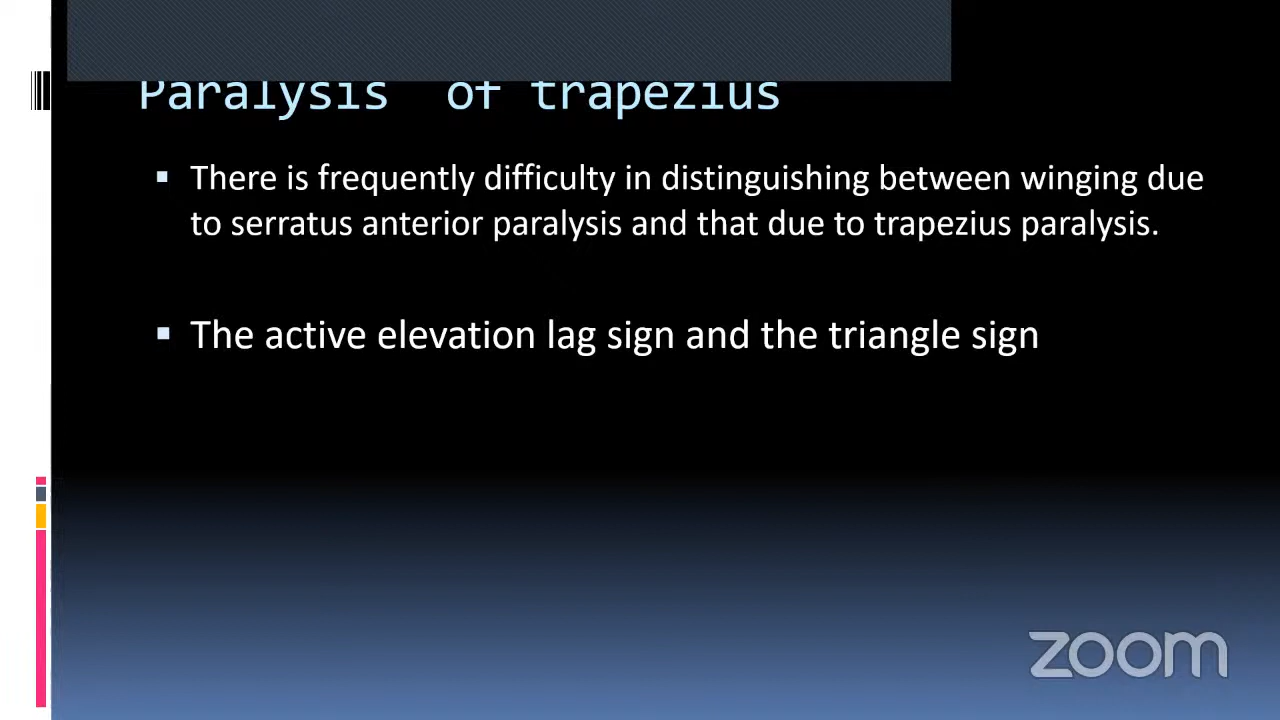 Paralysis of trapezius
There is frequently difficulty in distinguishing between winging due
to serratus anterior paralysis and that due to trapezius paralysis.
The active elevation lag sign and the triangle sign
zoom